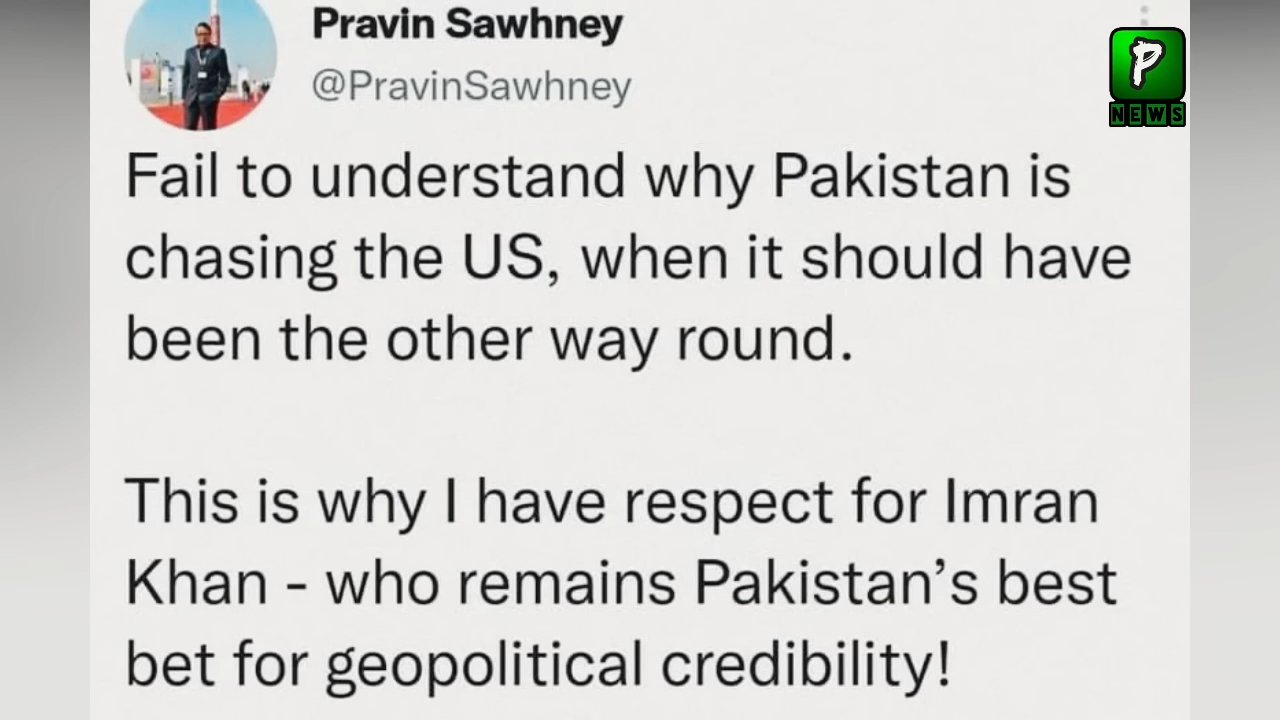 Pravin Sawhney
@PravinSawhney
P
NEWS
Fail to understand why Pakistan is
chasing the US, when it should have
been the other way round.
This is why I have respect for Imran
Khan - who remains Pakistan’s best
bet for geopolitical credibility!